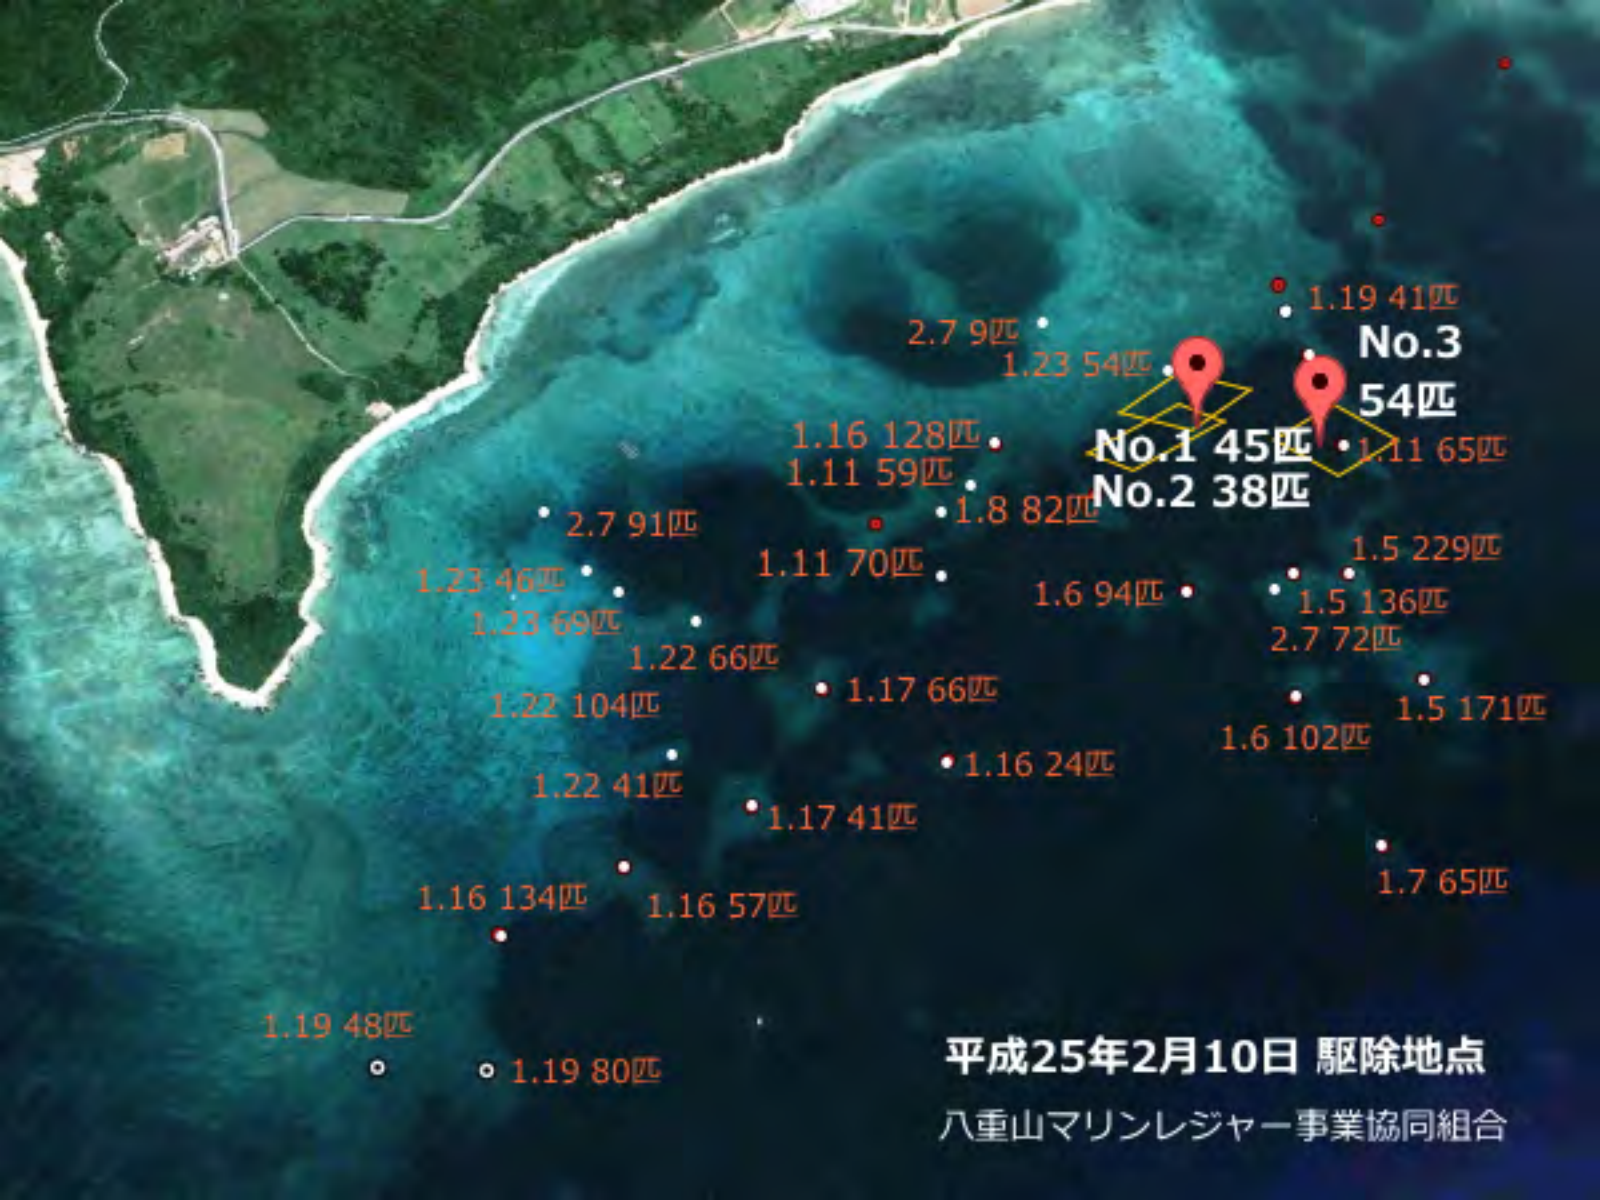 1.19 41匹
2.7 9匹
No.3
1.23 54匹
54匹
1.16 128匹
No.1 45匹
1.11 65匹
1.11 59匹
No.2 38匹
1.8 82匹
2.7 91匹
1.5 229匹
1.11 70匹
1.23 46匹
1.6 94匹
1.5 136匹
1.23 69匹
2.7 72匹
1.22 66匹
1.17 66匹
1.22 104匹
1.5 171匹
1.6 102匹
1.16 24匹
1.22 41匹
1.17 41匹
1.7 65匹
1.16 134匹
1.16 57匹
1.19 48匹
1.19 80匹
平成25年2月10日 駆除地点
八重山マリンレジャー事業協同組合